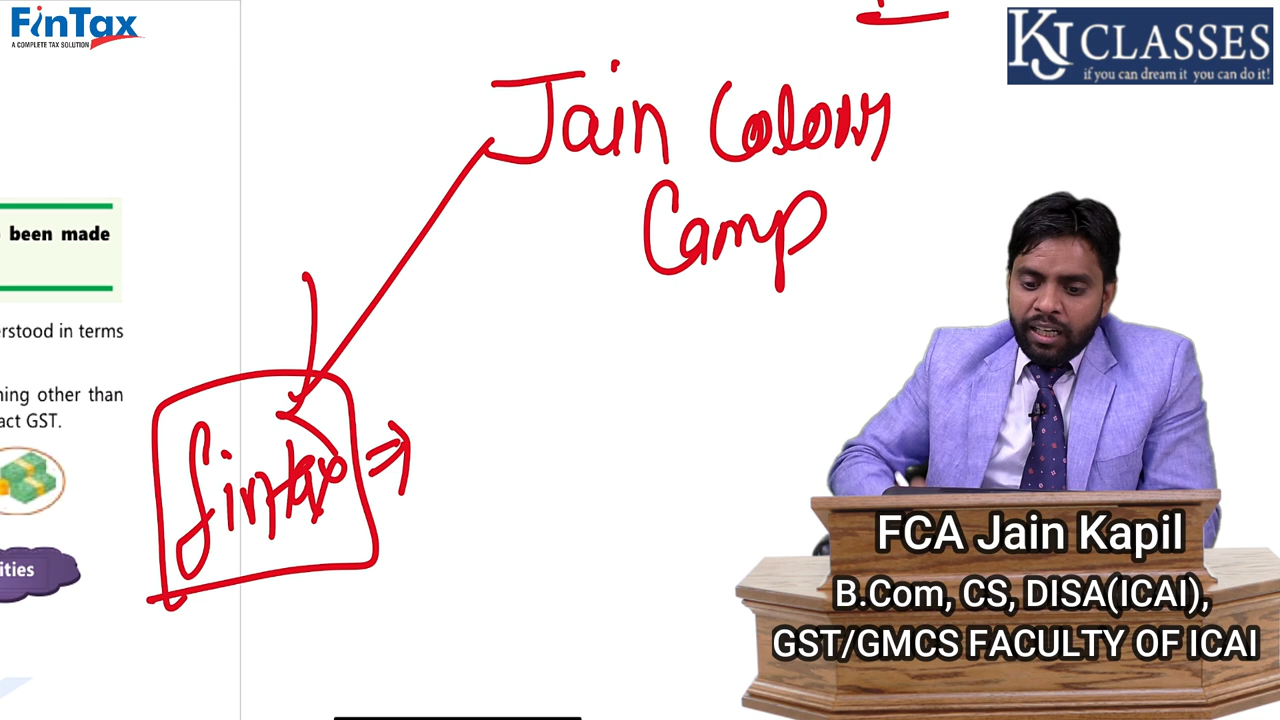 FinTax
A COMPLETE TAX SOLUTION
KJ CLASSES
if you can dream it you can do it!
Jain Colony
Camp
been made
erstood in terms
ning other than
act GST.
fintax ⇒
ities
FCA Jain Kapil
B.Com, CS, DISA(ICAI),
GST/GMCS FACULTY OF ICAI